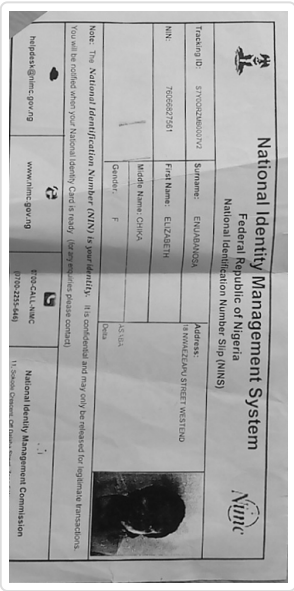 National Identity Management System
Federal Republic of Nigeria
National Identification Number Slip (NINS)
Nimc
Tracking ID:
Surname: ENUABANGSA
Address:
18 NWAEZEAPU STREET WESTEND
NIN: 76066827561
First Name: ELIZABETH
Middle Name: CHIKA
ASABA
Gender: F
Delta
Note: The National Identification Number (NIN) is your identity. It is confidential and may only be released for legitimate transactions.
You will be notified when your National Identity Card is ready (for any enquiries please contact)
helpdesk@nimc.gov.ng
www.nimc.gov.ng
0700-CALL-NIMC
(0700-2255-646)
National Identity Management Commission